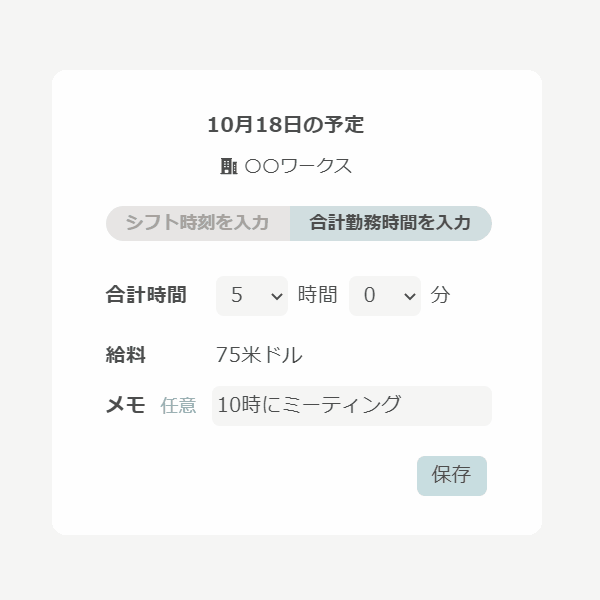 10月18日の予定
〇〇ワークス
シフト時刻を入力 合計勤務時間を入力
合計時間 5 時間 0 分
給料 75米ドル
メモ 任意 10時にミーティング
保存